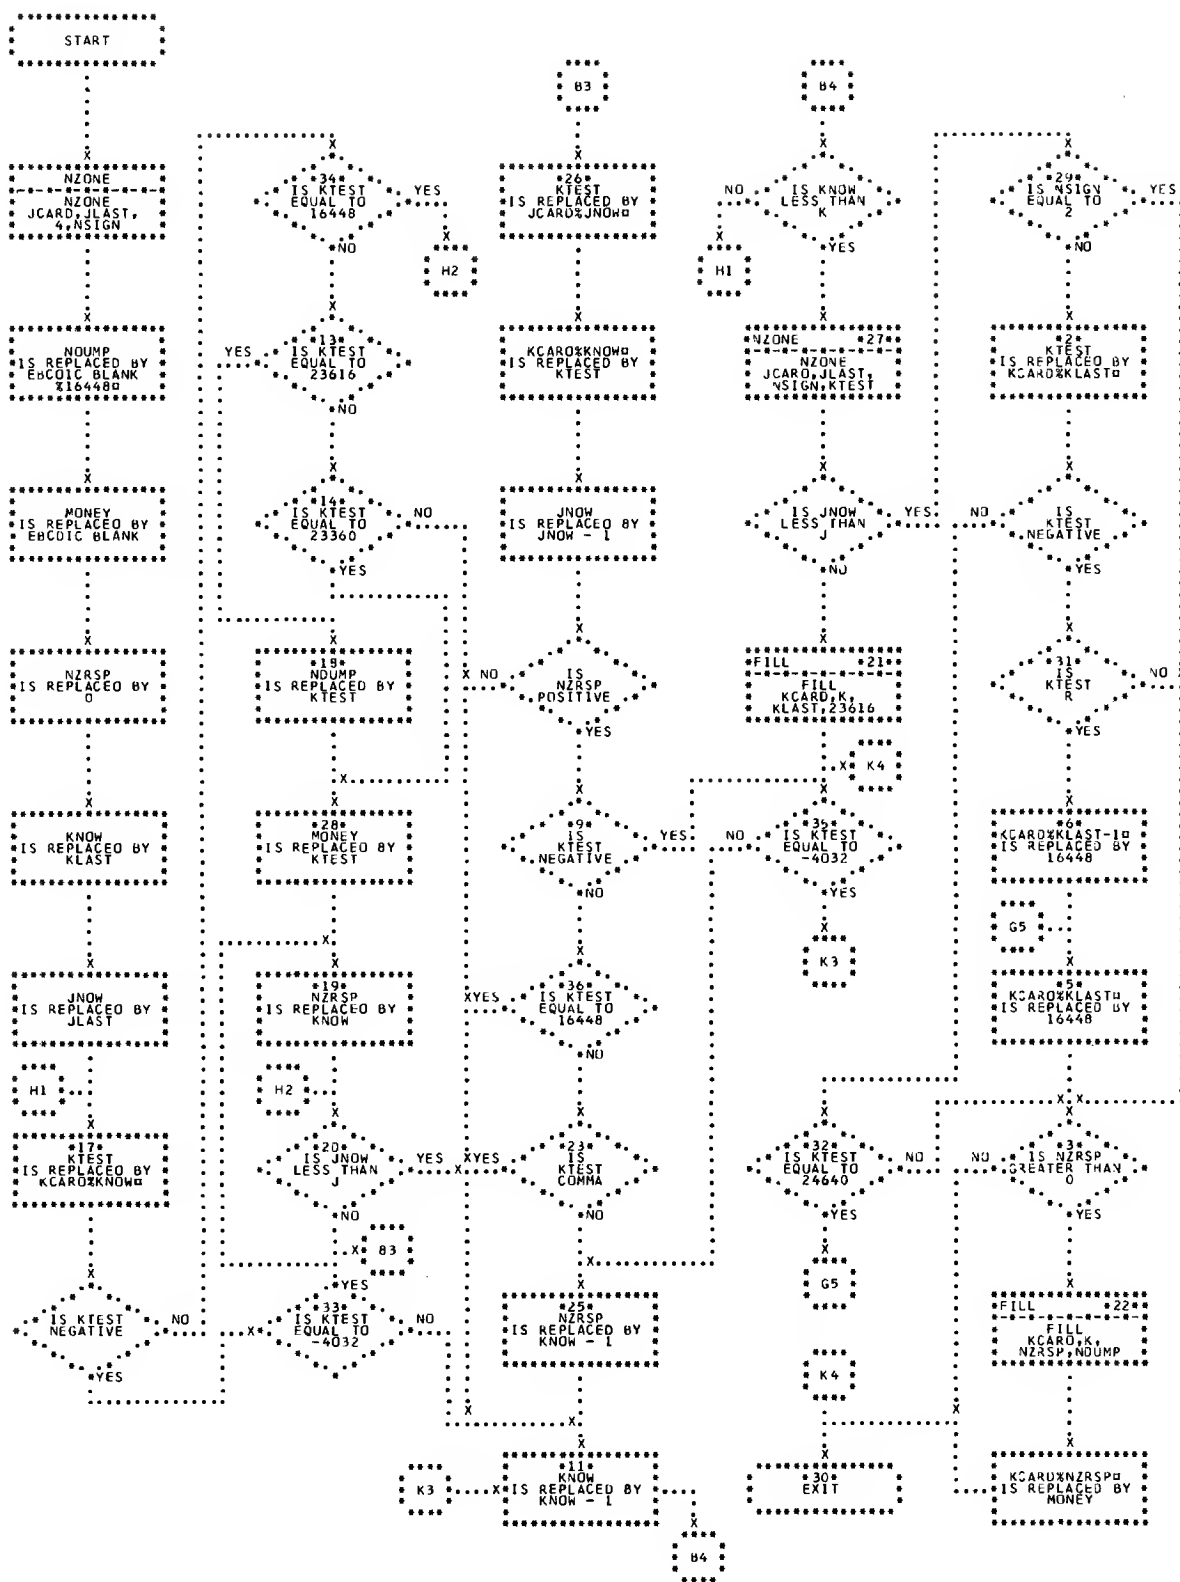 START
NZONE
NZONE
JCARD,JLAST,
4,NSIGN
NDUMP
IS REPLACED BY
EBCDIC BLANK
%16448¤
MONEY
IS REPLACED BY
EBCDIC BLANK
NZRSP
IS REPLACED BY
0
KNOW
IS REPLACED BY
KLAST
JNOW
IS REPLACED BY
JLAST
H1
17
KTEST
IS REPLACED BY
KCARD%KNOW¤
IS KTEST
NEGATIVE
NO
YES
34
IS KTEST
EQUAL TO
16448
YES
NO
H2
13
IS KTEST
EQUAL TO
23616
YES
NO
14
IS KTEST
EQUAL TO
23360
NO
YES
18
NDUMP
IS REPLACED BY
KTEST
28
MONEY
IS REPLACED BY
KTEST
19
NZRSP
IS REPLACED BY
KNOW
H2
20
IS JNOW
LESS THAN
J
YES
NO
B3
YES
33
IS KTEST
EQUAL TO
-4032
NO
B3
26
KTEST
IS REPLACED BY
JCARD%JNOW¤
KCARD%KNOW¤
IS REPLACED BY
KTEST
JNOW
IS REPLACED BY
JNOW - 1
IS
NZRSP
POSITIVE
NO
YES
9
IS
KTEST
NEGATIVE
YES
NO
36
IS KTEST
EQUAL TO
16448
YES
NO
23
IS
KTEST
COMMA
YES
NO
25
NZRSP
IS REPLACED BY
KNOW - 1
K3
11
KNOW
IS REPLACED BY
KNOW - 1
B4
B4
IS KNOW
LESS THAN
K
NO
YES
H1
NZONE 27
NZONE
JCARD,JLAST,
NSIGN,KTEST
IS JNOW
LESS THAN
J
YES
NO
FILL 21
FILL
KCARD,K,
KLAST,23616
K4
35
IS KTEST
EQUAL TO
-4032
NO
YES
K3
32
IS KTEST
EQUAL TO
24640
NO
YES
G5
K4
30
EXIT
29
IS NSIGN
EQUAL TO
2
YES
NO
2
KTEST
IS REPLACED BY
KCARD%KLAST¤
IS
KTEST
NEGATIVE
NO
YES
31
IS
KTEST
R
NO
YES
6
KCARD%KLAST-1¤
IS REPLACED BY
16448
G5
5
KCARD%KLAST¤
IS REPLACED BY
16448
3
IS NZRSP
GREATER THAN
0
NO
YES
FILL 22
FILL
KCARD,K,
NZRSP,NDUMP
KCARD%NZRSP¤
IS REPLACED BY
MONEY